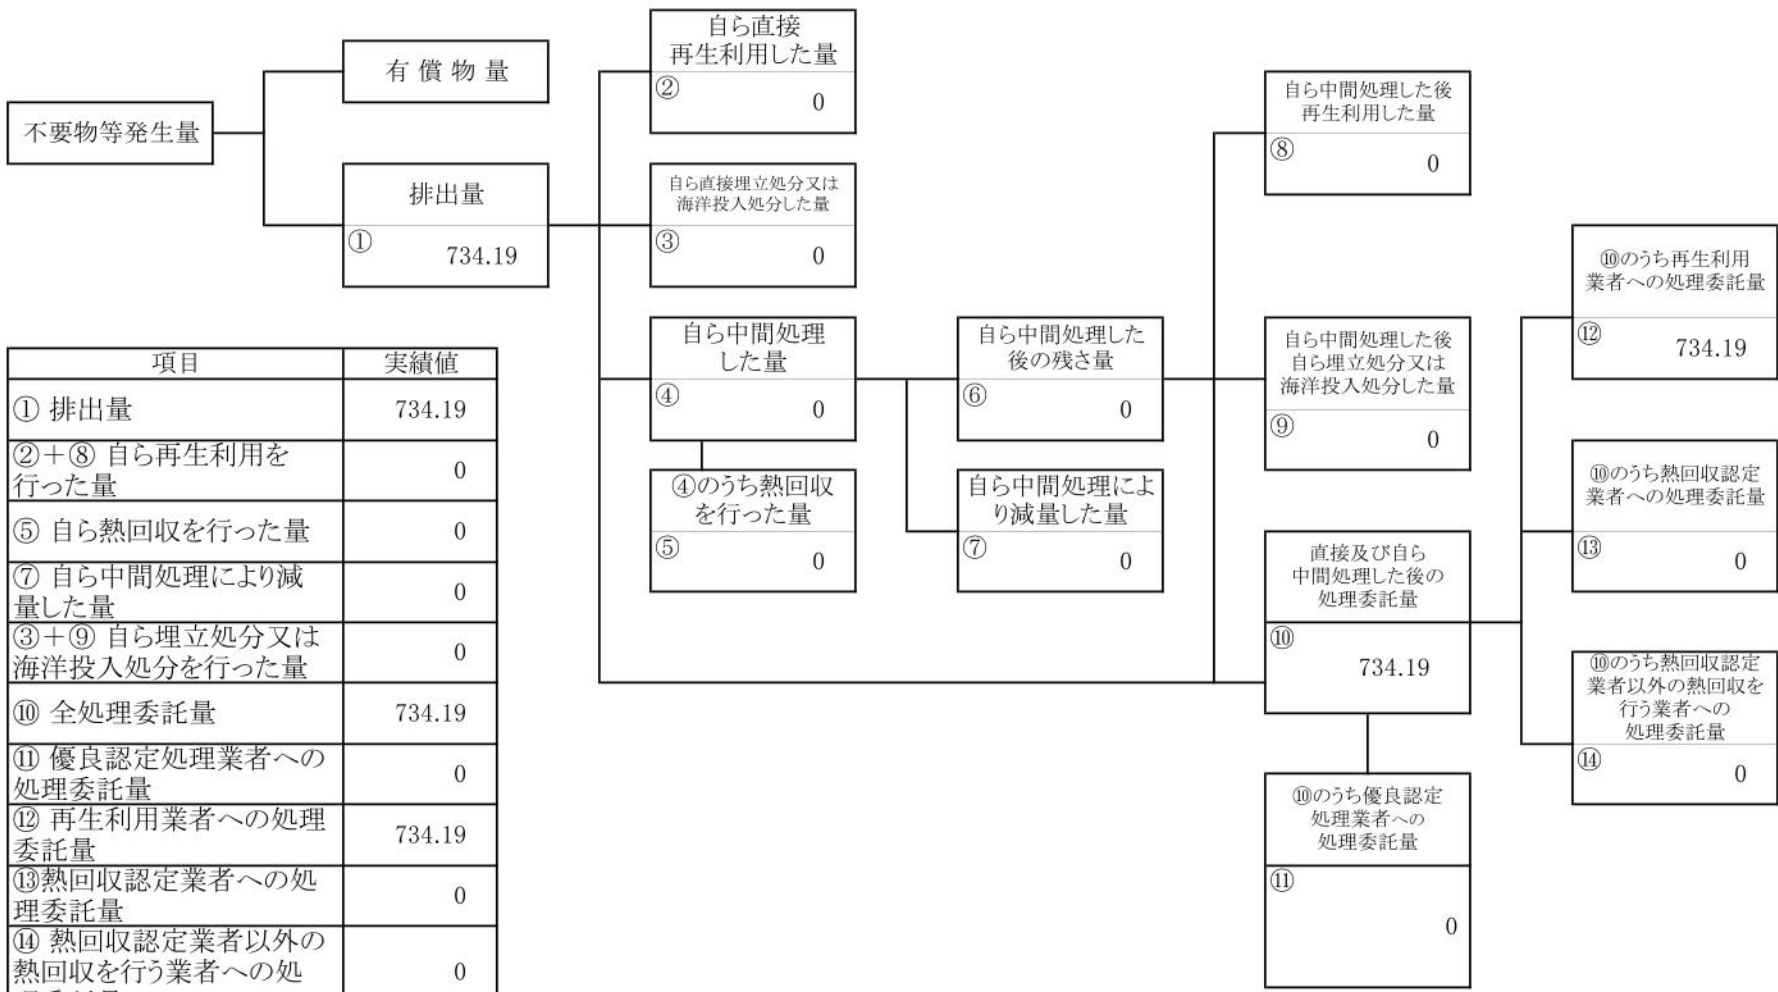 不要物等発生量
有償物量
排出量
①
734.19
自ら直接
再生利用した量
②
0
自ら直接埋立処分又は
海洋投入処分した量
③
0
自ら中間処理
した量
④
0
④のうち熱回収
を行った量
⑤
0
自ら中間処理した
後の残さ量
⑥
0
自ら中間処理によ
り減量した量
⑦
0
自ら中間処理した後
再生利用した量
⑧
0
自ら中間処理した後
自ら埋立処分又は
海洋投入処分した量
⑨
0
直接及び自ら
中間処理した後の
処理委託量
⑩
734.19
⑩のうち優良認定
処理業者への
処理委託量
⑪
0
⑩のうち再生利用
業者への処理委託量
⑫
734.19
⑩のうち熱回収認定
業者への処理委託量
⑬
0
⑩のうち熱回収認定
業者以外の熱回収を
行う業者への
処理委託量
⑭
0
項目 実績値
① 排出量 734.19
②＋⑧ 自ら再生利用を
行った量 0
⑤ 自ら熱回収を行った量 0
⑦ 自ら中間処理により減
量した量 0
③＋⑨ 自ら埋立処分又は
海洋投入処分を行った量 0
⑩ 全処理委託量 734.19
⑪ 優良認定処理業者への
処理委託量 0
⑫ 再生利用業者への処理
委託量 734.19
⑬熱回収認定業者への処
理委託量 0
⑭ 熱回収認定業者以外の
熱回収を行う業者への処 0